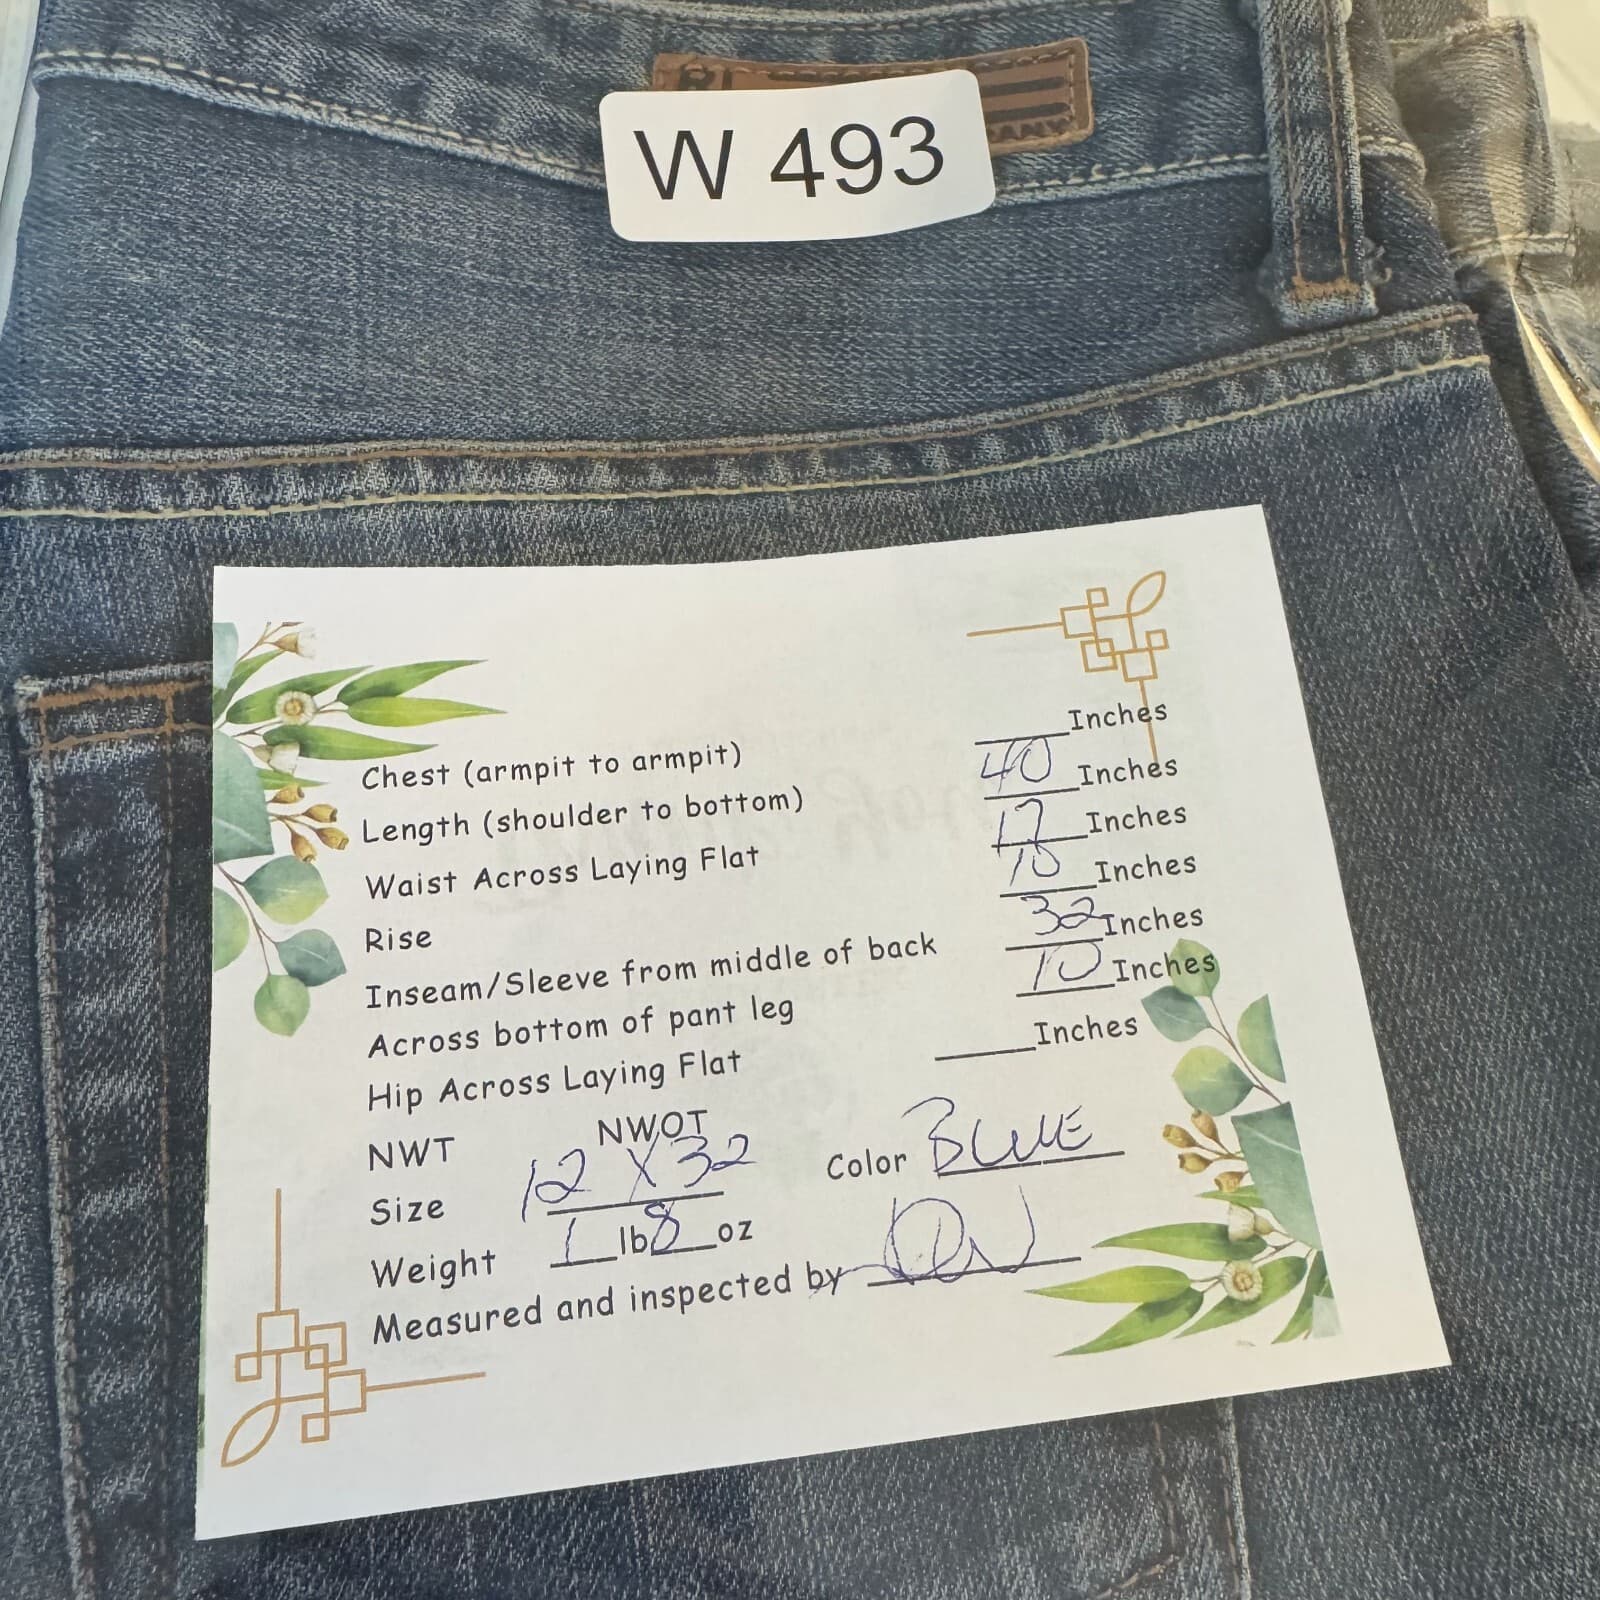 W 493
Chest (armpit to armpit) ____Inches
Length (shoulder to bottom) 40 Inches
Waist Across Laying Flat 17 Inches
Rise 10 Inches
Inseam/Sleeve from middle of back 32 Inches
Across bottom of pant leg 10 Inches
Hip Across Laying Flat ____Inches
NWT NWOT
Size 12 X 32 Color BLUE
Weight 1 lb 8 oz
Measured and inspected by